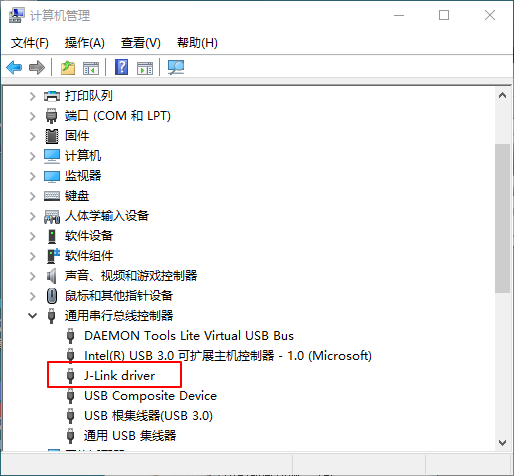 计算机管理
文件(F) 操作(A) 查看(V) 帮助(H)
打印队列
端口 (COM 和 LPT)
固件
计算机
监视器
键盘
人体学输入设备
软件设备
软件组件
声音、视频和游戏控制器
鼠标和其他指针设备
通用串行总线控制器
DAEMON Tools Lite Virtual USB Bus
Intel(R) USB 3.0 可扩展主机控制器 - 1.0 (Microsoft)
J-Link driver
USB Composite Device
USB 根集线器(USB 3.0)
通用 USB 集线器